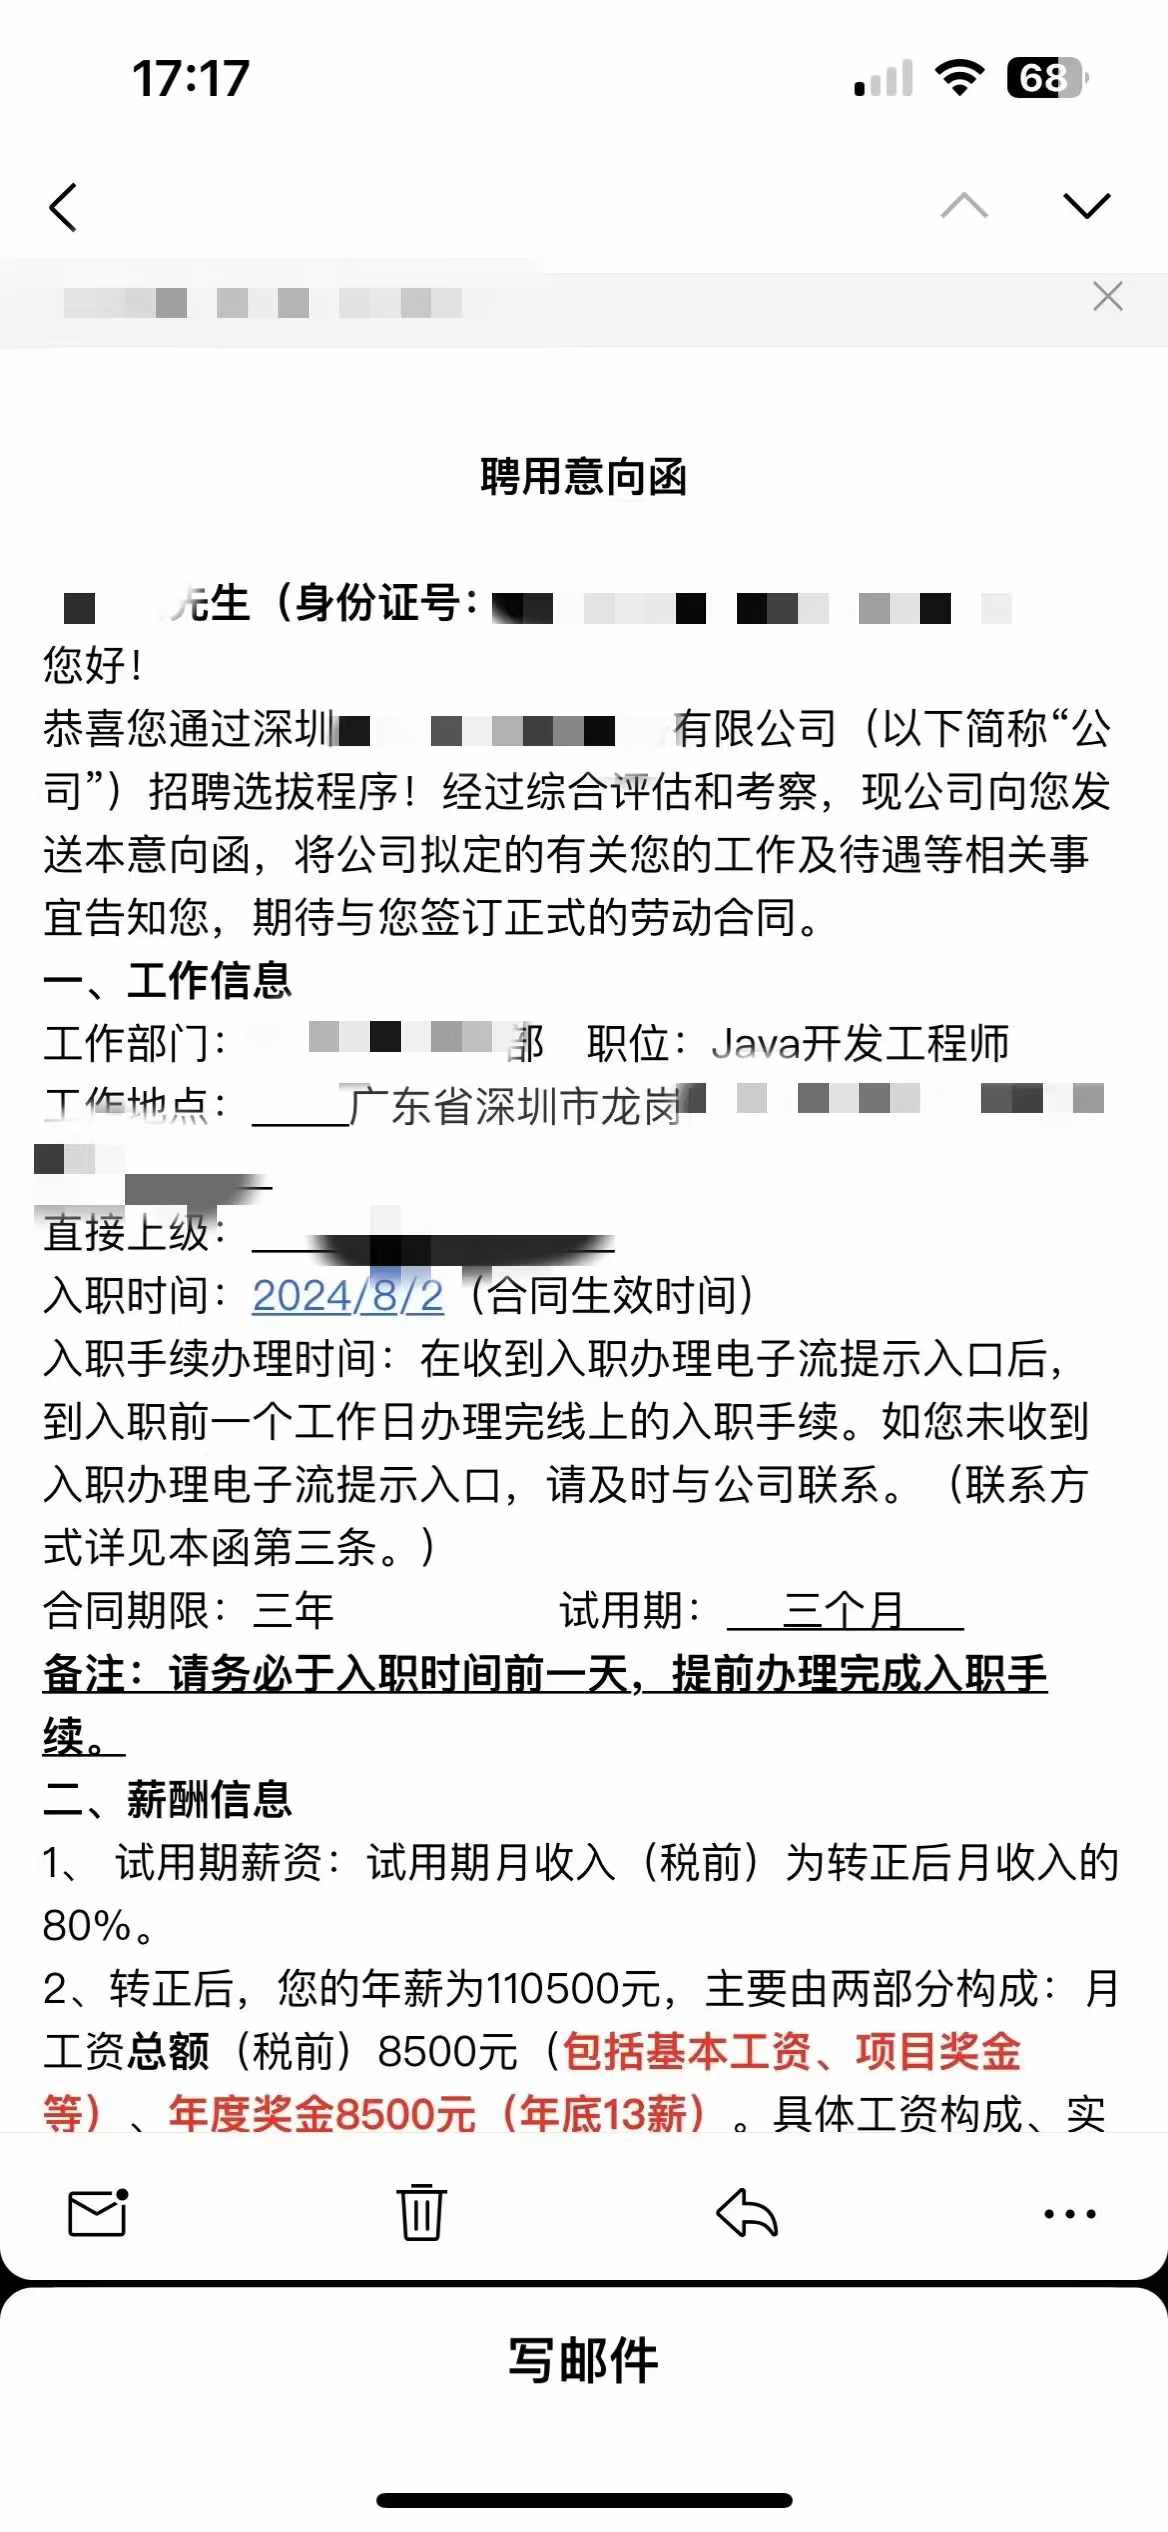 17:17
68
聘用意向函
先生（身份证号：
您好！
恭喜您通过深圳 有限公司（以下简称“公
司”）招聘选拔程序！经过综合评估和考察，现公司向您发
送本意向函，将公司拟定的有关您的工作及待遇等相关事
宜告知您，期待与您签订正式的劳动合同。
一、工作信息
工作部门： 部 职位：Java开发工程师
工作地点：广东省深圳市龙岗
直接上级：
入职时间：2024/8/2（合同生效时间）
入职手续办理时间：在收到入职办理电子流提示入口后，
到入职前一个工作日办理完线上的入职手续。如您未收到
入职办理电子流提示入口，请及时与公司联系。（联系方
式详见本函第三条。）
合同期限：三年 试用期：三个月
备注：请务必于入职时间前一天，提前办理完成入职手
续。
二、薪酬信息
1、 试用期薪资：试用期月收入（税前）为转正后月收入的
80%。
2、转正后，您的年薪为110500元，主要由两部分构成：月
工资总额（税前）8500元（包括基本工资、项目奖金
等）、年度奖金8500元（年底13薪）。具体工资构成、实
写邮件